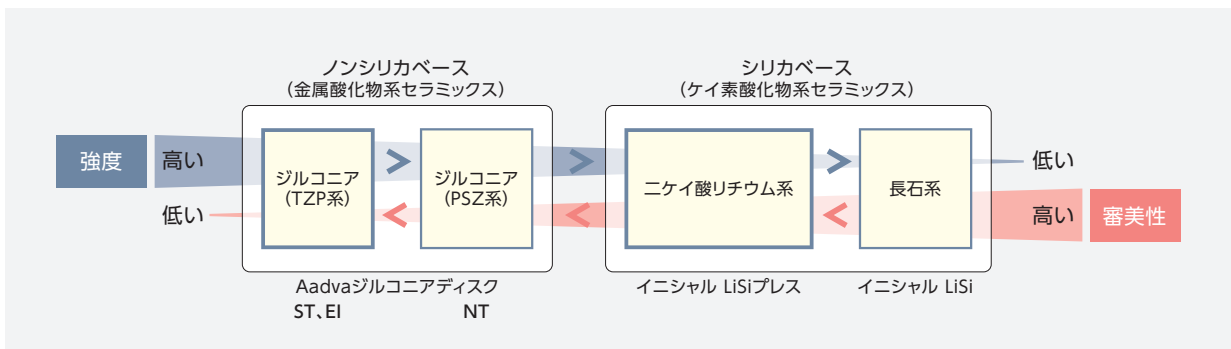 ノンシリカベース
（金属酸化物系セラミックス）
シリカベース
（ケイ素酸化物系セラミックス）
強度
高い
低い
ジルコニア
（TZP系）
ジルコニア
（PSZ系）
二ケイ酸リチウム系
長石系
低い
高い
審美性
Aadvaジルコニアディスク
ST、EI
NT
イニシャル LiSiプレス
イニシャル LiSi